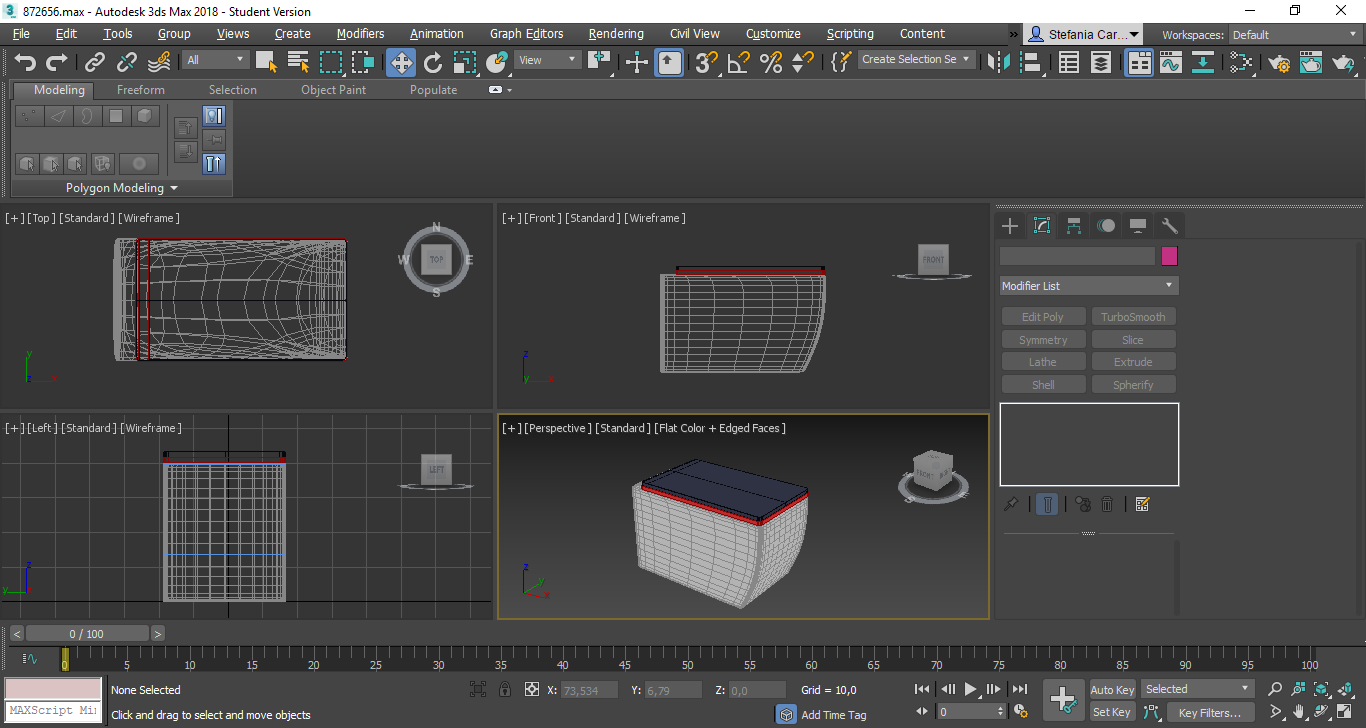 872656.max - Autodesk 3ds Max 2018 - Student Version
File Edit Tools Group Views Create Modifiers Animation Graph Editors Rendering Civil View Customize Scripting Content » Stefania Car... Workspaces: Default
All View Create Selection Se
Modeling Freeform Selection Object Paint Populate
Polygon Modeling
[+] [Top] [Standard] [Wireframe]
N
W TOP E
S
y
z x
[+] [Front] [Standard] [Wireframe]
FRONT
z
y x
Modifier List
Edit Poly TurboSmooth
Symmetry Slice
Lathe Extrude
Shell Spherify
[+] [Left] [Standard] [Wireframe]
LEFT
z
y
[+] [Perspective] [Standard] [Flat Color + Edged Faces]
FRONT
z
y
x
< 0 / 100 >
0 5 10 15 20 25 30 35 40 45 50 55 60 65 70 75 80 85 90 95 100
None Selected X: 73,534 Y: 6,79 Z: 0,0 Grid = 10,0 Auto Key Selected
MAXScript Mi Click and drag to select and move objects Add Time Tag 0 Set Key Key Filters...